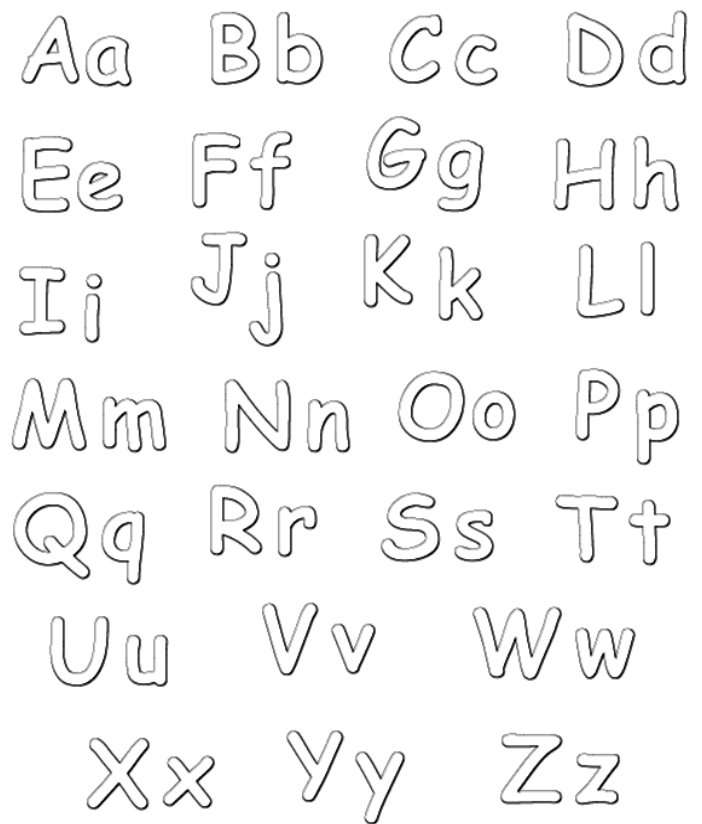 Aa Bb Cc Dd
Ee Ff Gg Hh
Ii Jj Kk Ll
Mm Nn Oo Pp
Qq Rr Ss Tt
Uu Vv Ww
Xx Yy Zz